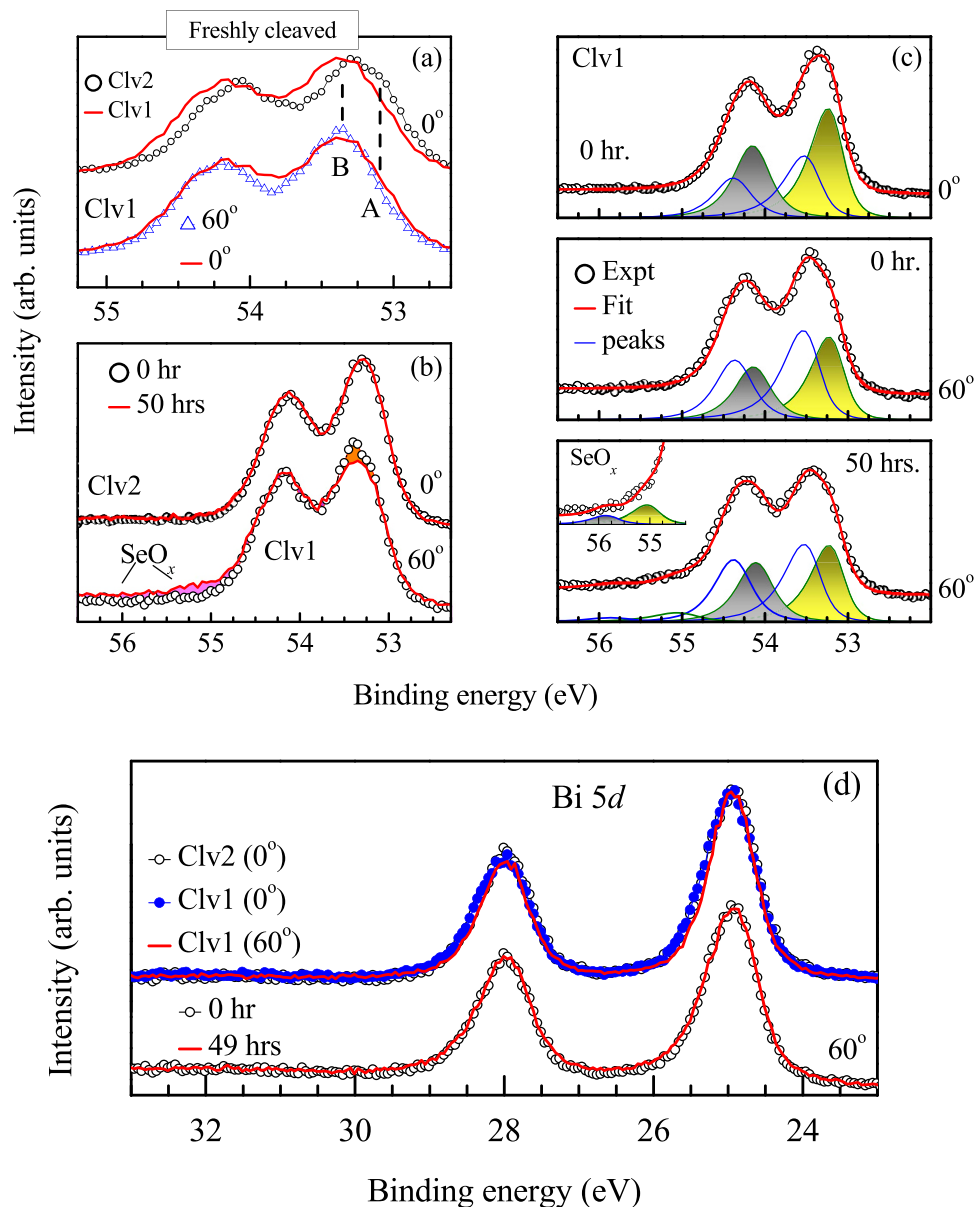 Freshly cleaved
(a)
Clv2
Clv1
0°
B
A
Clv1
60°
0°
55 54 53
(b)
0 hr
50 hrs
Clv2
0°
SeOₓ
Clv1
60°
56 55 54 53
Intensity (arb. units)
Clv1
(c)
0 hr.
0°
0 hr.
Expt
Fit
peaks
60°
SeOₓ
50 hrs.
56 55
60°
56 55 54 53
Binding energy (eV)
(d)
Bi 5d
Clv2 (0°)
Clv1 (0°)
Clv1 (60°)
0 hr
49 hrs
60°
Intensity (arb. units)
32 30 28 26 24
Binding energy (eV)